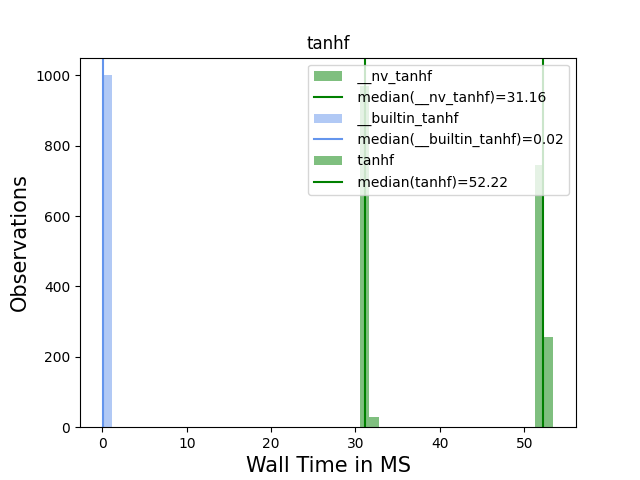 tanhf
__nv_tanhf
median(__nv_tanhf)=31.16
__builtin_tanhf
median(__builtin_tanhf)=0.02
tanhf
median(tanhf)=52.22
Observations
1000
800
600
400
200
0
0 10 20 30 40 50
Wall Time in MS